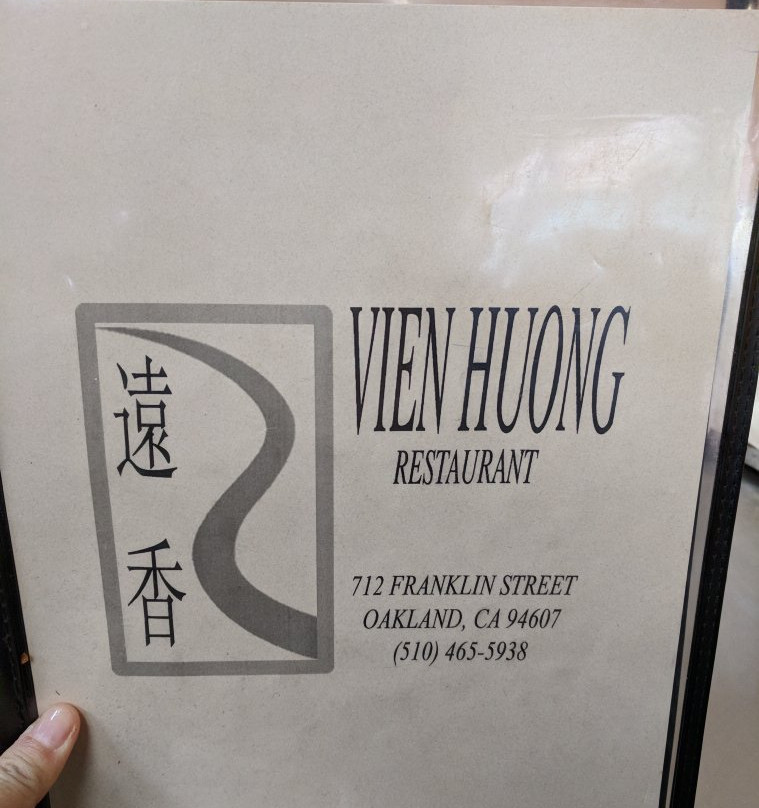 遠香
VIEN HUONG
RESTAURANT
712 FRANKLIN STREET
OAKLAND, CA 94607
(510) 465-5938